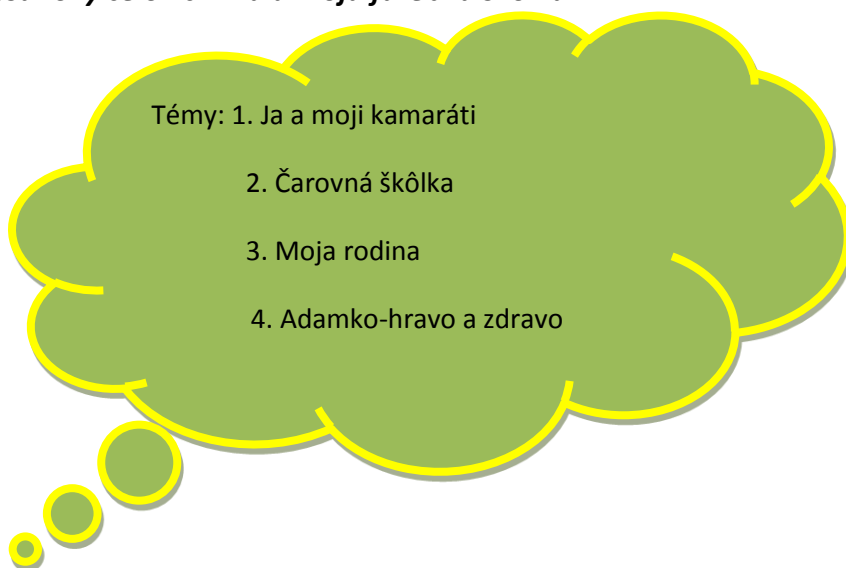 Témy: 1. Ja a moji kamaráti
2. Čarovná škôlka
3. Moja rodina
4. Adamko-hravo a zdravo